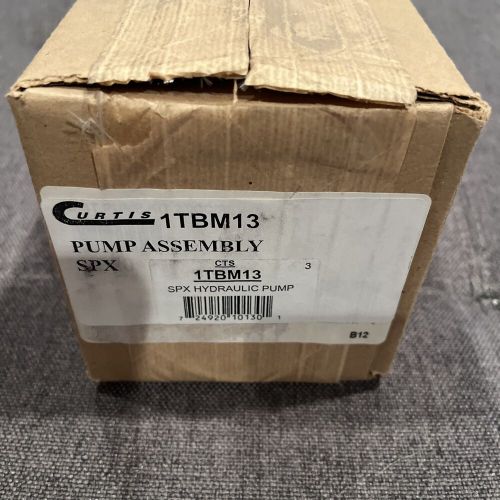 CURTIS 1TBM13
PUMP ASSEMBLY
SPX
CTS
3
1TBM13
SPX HYDRAULIC PUMP
7 24920 10130 1
B12